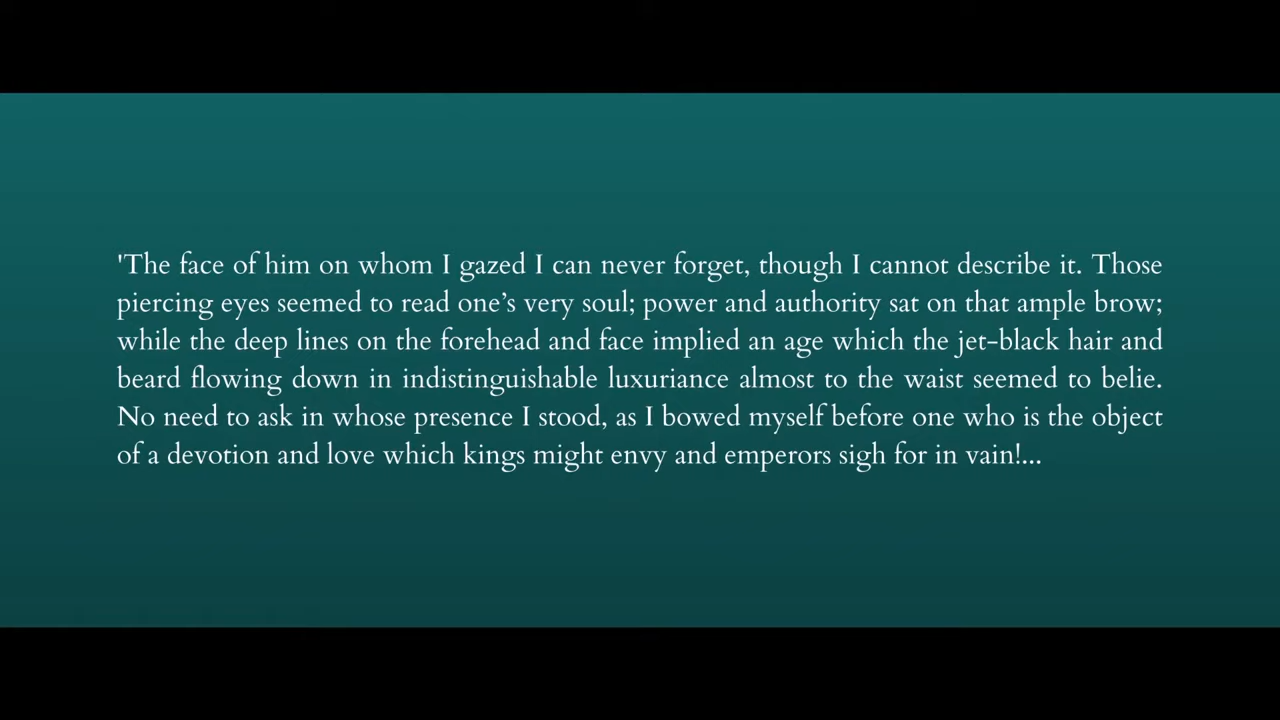 'The face of him on whom I gazed I can never forget, though I cannot describe it. Those
piercing eyes seemed to read one’s very soul; power and authority sat on that ample brow;
while the deep lines on the forehead and face implied an age which the jet-black hair and
beard flowing down in indistinguishable luxuriance almost to the waist seemed to belie.
No need to ask in whose presence I stood, as I bowed myself before one who is the object
of a devotion and love which kings might envy and emperors sigh for in vain!...